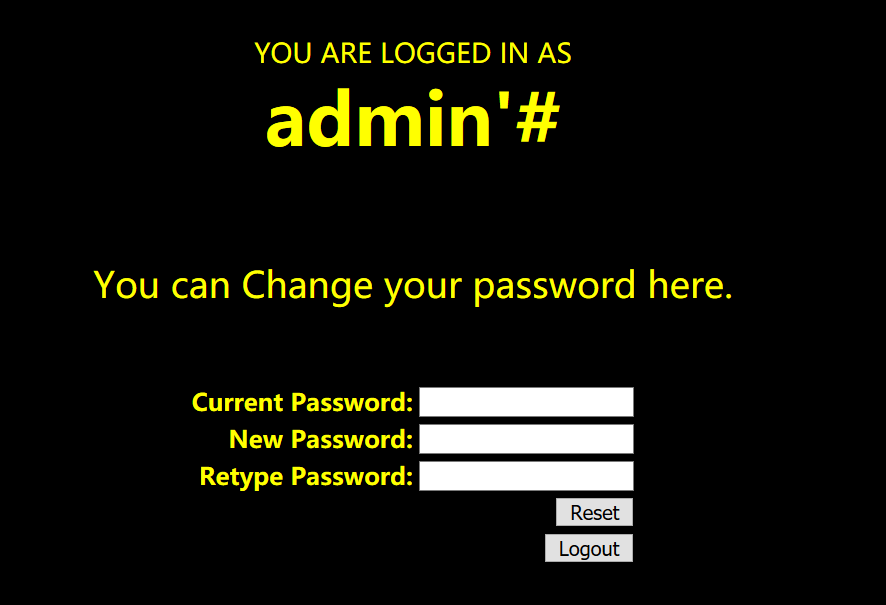 YOU ARE LOGGED IN AS
admin'#
You can Change your password here.
Current Password:
New Password:
Retype Password:
Reset
Logout